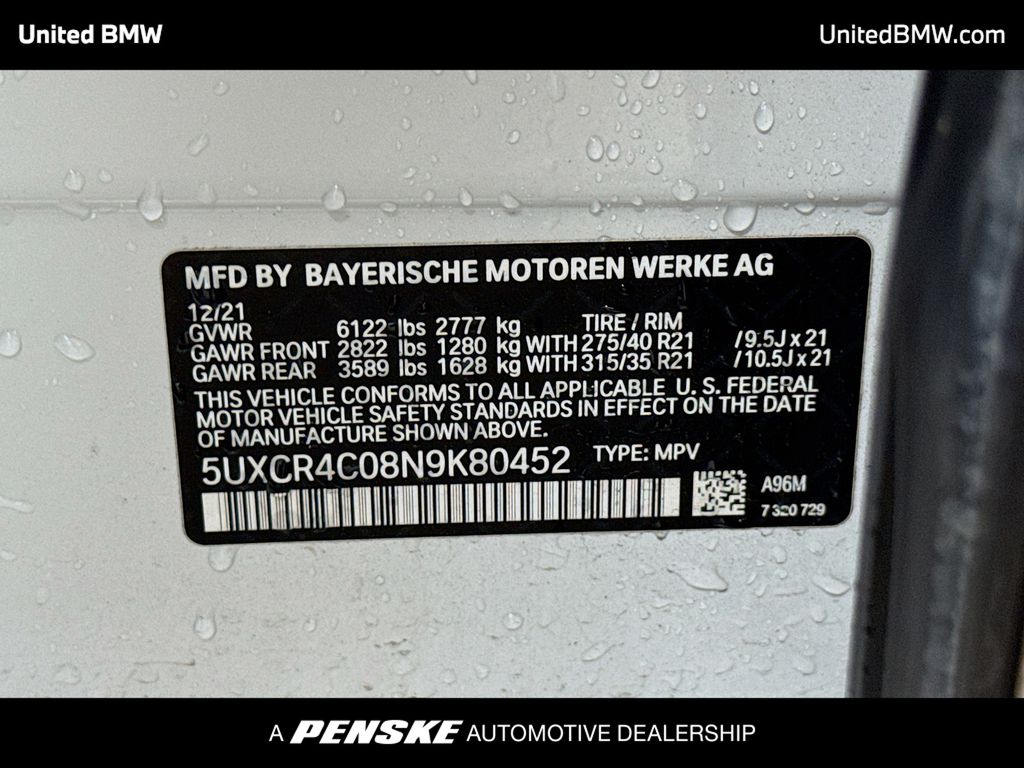 United BMW
UnitedBMW.com
MFD BY BAYERISCHE MOTOREN WERKE AG
12/21
GVWR 6122 lbs 2777 kg TIRE / RIM
GAWR FRONT 2822 lbs 1280 kg WITH 275/40 R21 /9.5J x 21
GAWR REAR 3589 lbs 1628 kg WITH 315/35 R21 /10.5J x 21
THIS VEHICLE CONFORMS TO ALL APPLICABLE U. S. FEDERAL
MOTOR VEHICLE SAFETY STANDARDS IN EFFECT ON THE DATE
OF MANUFACTURE SHOWN ABOVE.
5UXCR4C08N9K80452 TYPE: MPV
A96M
7 320 729
A PENSKE AUTOMOTIVE DEALERSHIP